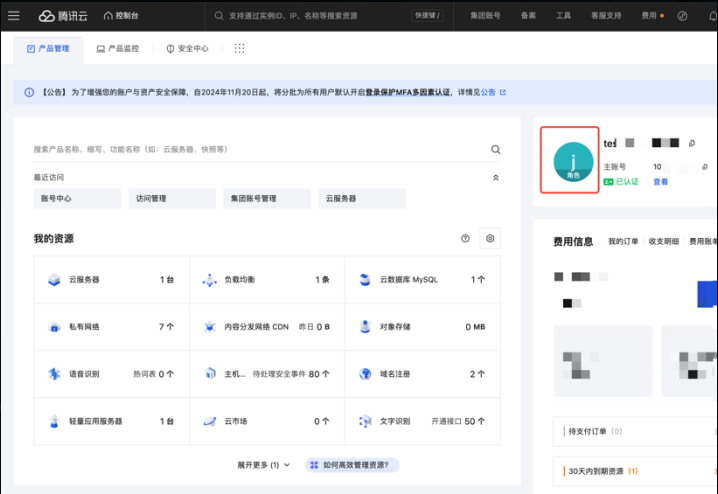 腾讯云 控制台 支持通过实例ID、IP、名称等搜索资源 快捷键 / 集团账号 备案 工具 客服支持 费用
产品管理 产品监控 安全中心
【公告】 为了增强您的账户与资产安全保障，自2024年11月20日起，将分批为所有用户默认开启登录保护MFA多因素认证，详情见公告
搜索产品名称、缩写、功能名称（如：云服务器、快照等）
最近访问
账号中心 访问管理 集团账号管理 云服务器
我的资源
云服务器 1 台 负载均衡 1 条 云数据库 MySQL 1 个
私有网络 7 个 内容分发网络 CDN 昨日 0 B 对象存储 0 MB
语音识别 热词表 0 个 主机... 待处理安全事件 80 个 域名注册 2 个
轻量应用服务器 1 台 云市场 0 个 文字识别 开通接口 50 个
展开更多 (1) 如何高效管理资源?
j
角色
主账号 10
已认证 查看
费用信息 我的订单 收支明细 费用账单
待支付订单 (0)
30天内到期资源 (1)